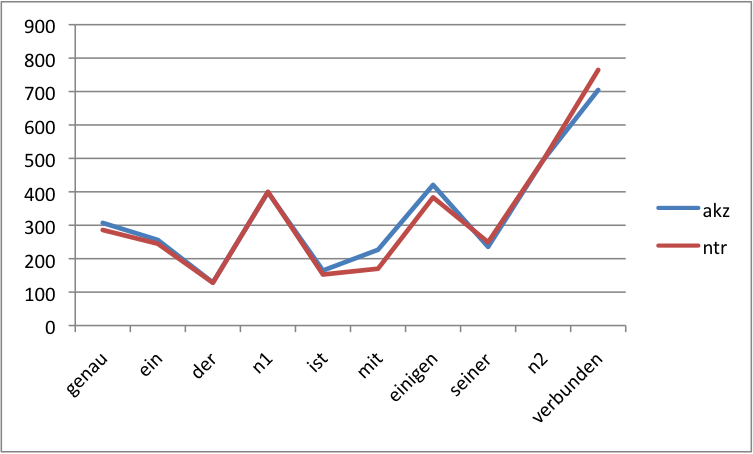 900
800
700
600
500
400
300
200
100
0
genau
ein
der
n1
ist
mit
einigen
seiner
n2
verbunden
akz
ntr